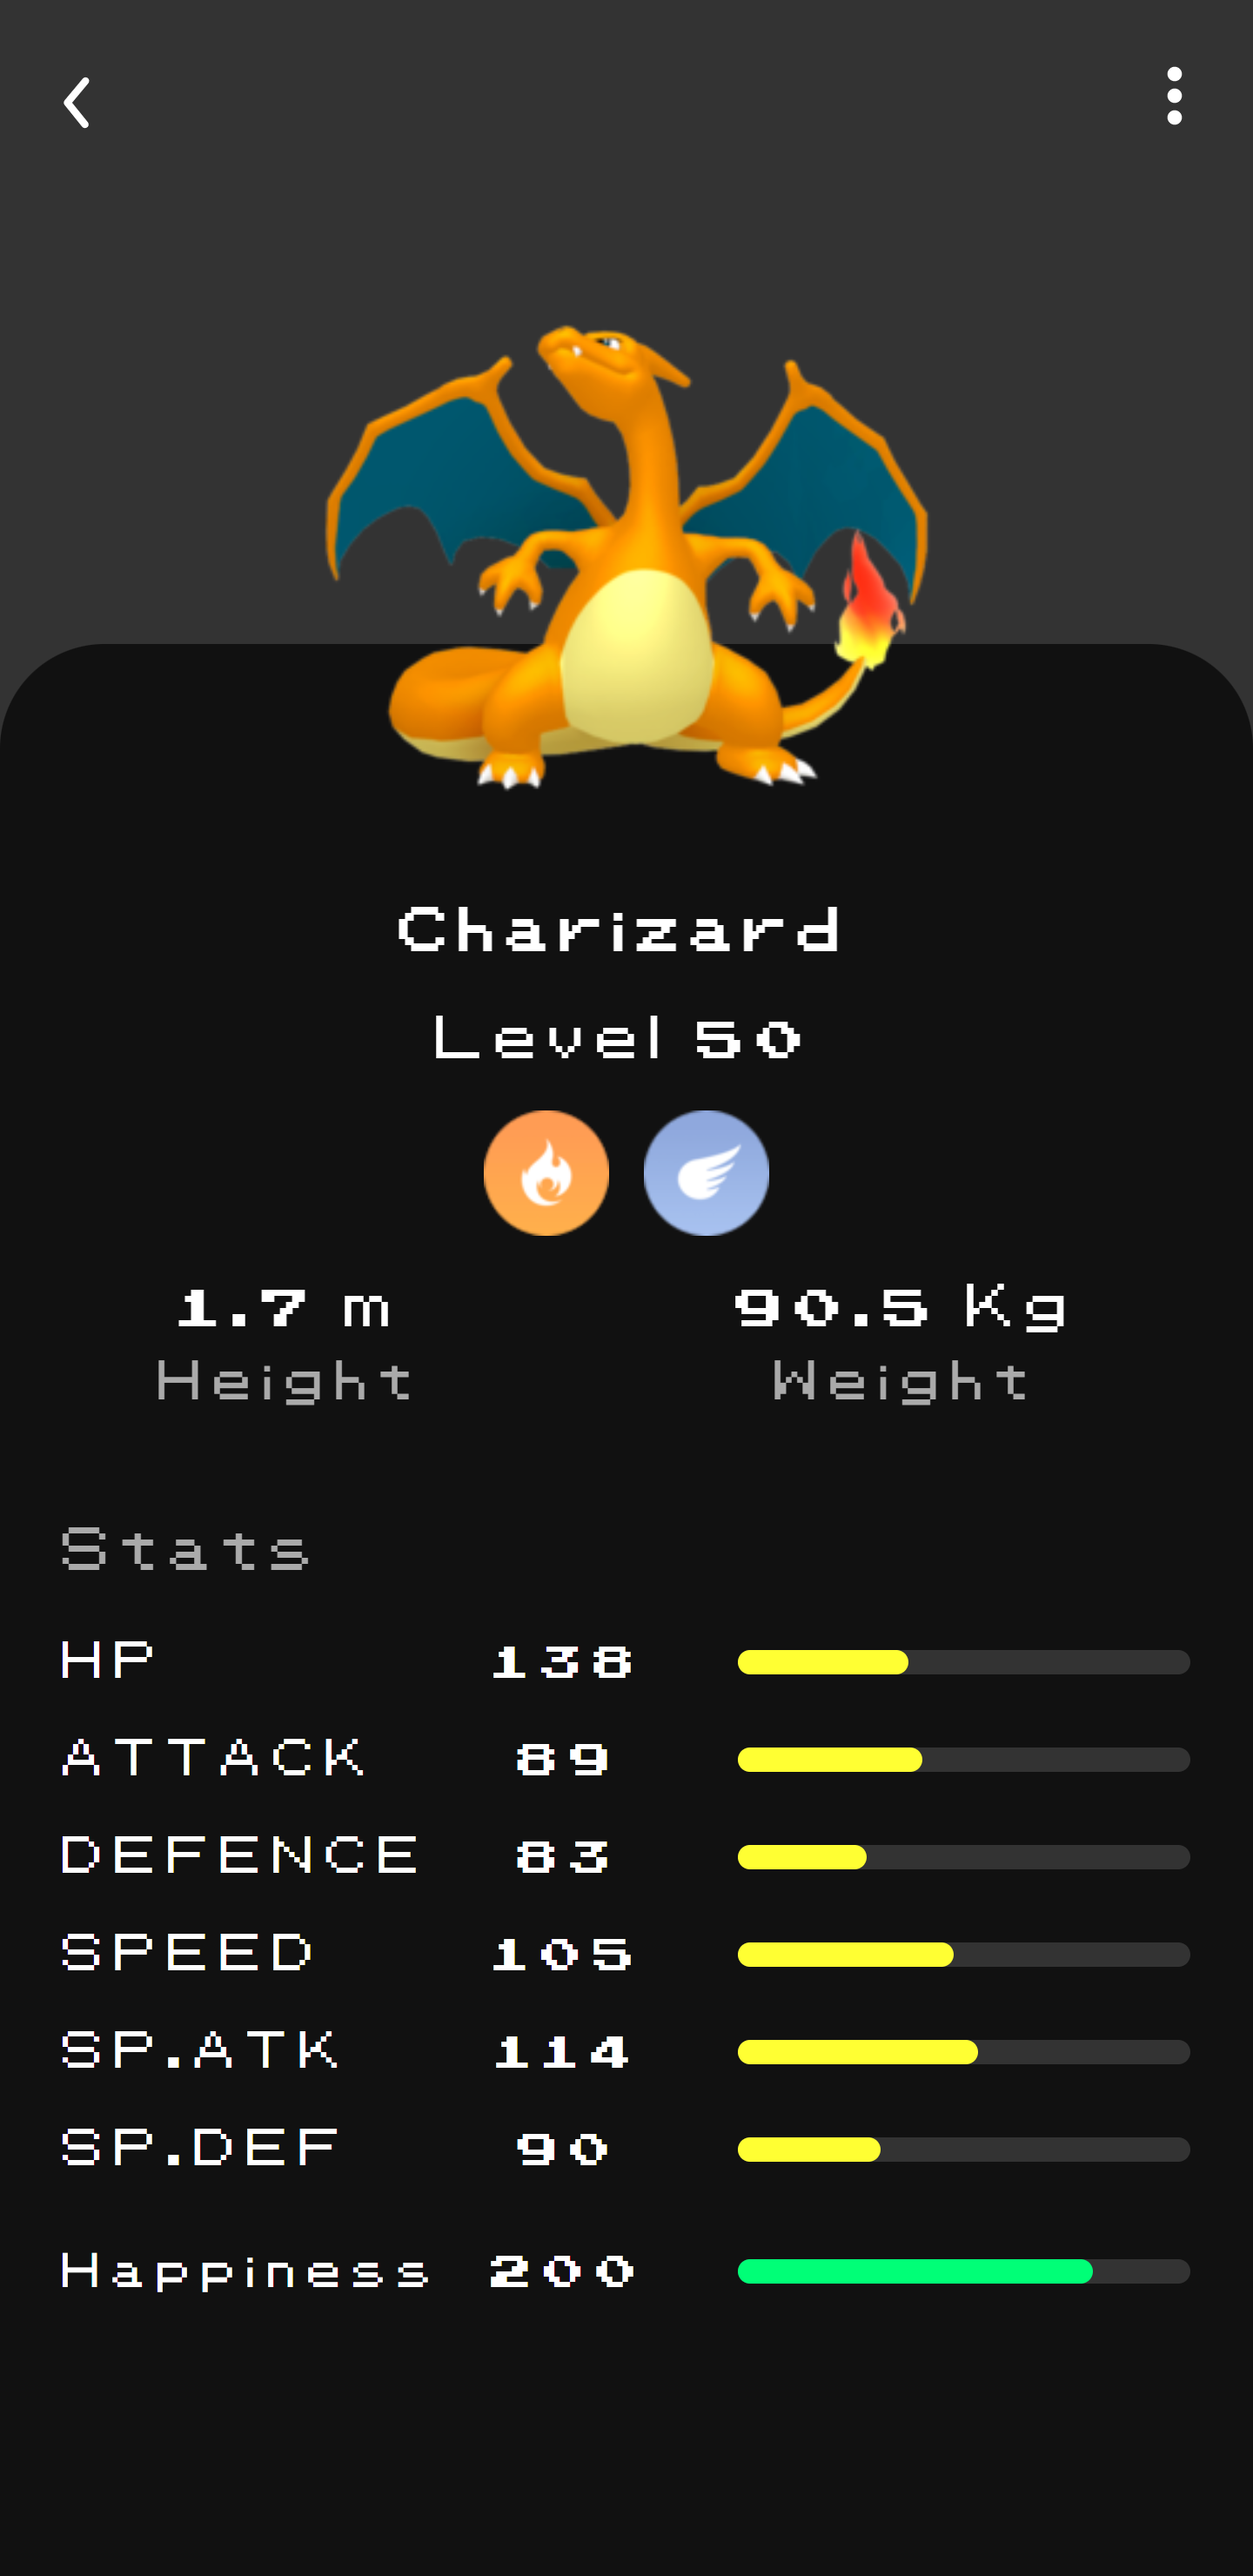 Charizard
Level 50
1.7 m 90.5 Kg
Height Weight
Stats
HP 138
ATTACK 89
DEFENCE 83
SPEED 105
SP.ATK 114
SP.DEF 90
Happiness 200